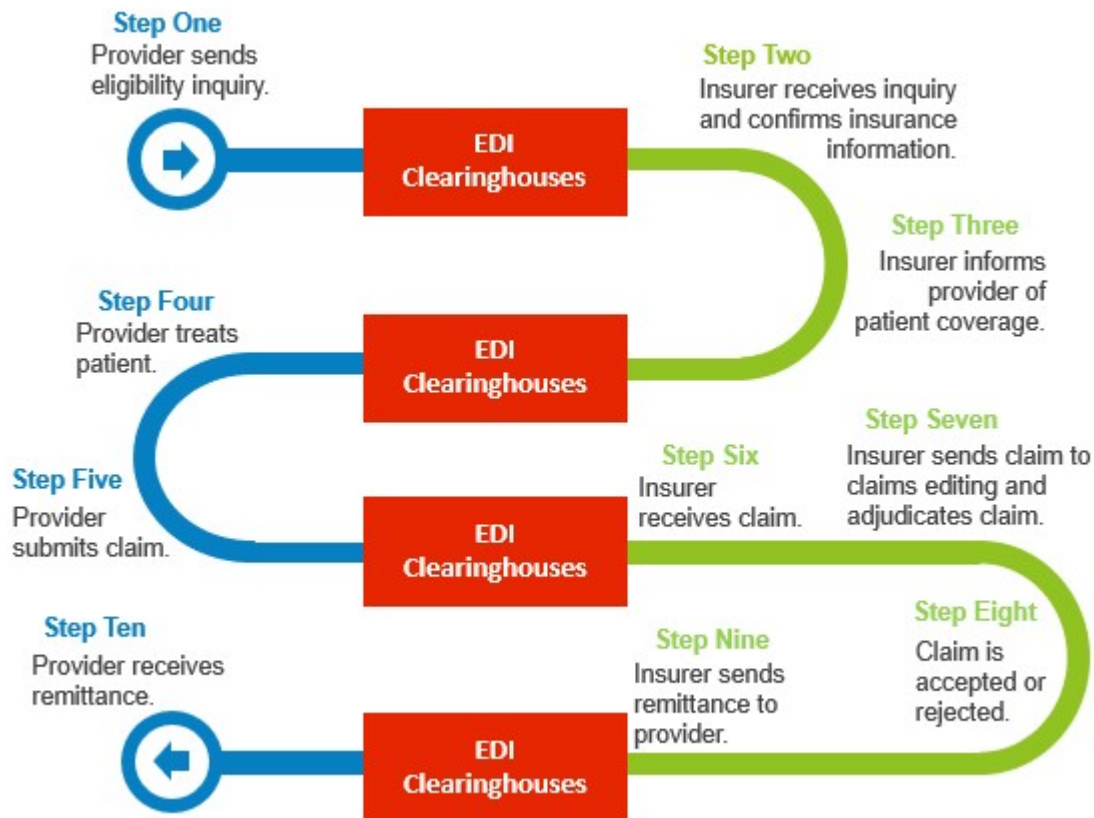 Step One
Provider sends
eligibility inquiry.
EDI
Clearinghouses
Step Two
Insurer receives inquiry
and confirms insurance
information.
Step Three
Insurer informs
provider of
patient coverage.
EDI
Clearinghouses
Step Four
Provider treats
patient.
Step Five
Provider
submits claim.
EDI
Clearinghouses
Step Six
Insurer
receives claim.
Step Seven
Insurer sends claim to
claims editing and
adjudicates claim.
Step Eight
Claim is
accepted or
rejected.
Step Nine
Insurer sends
remittance to
provider.
EDI
Clearinghouses
Step Ten
Provider receives
remittance.